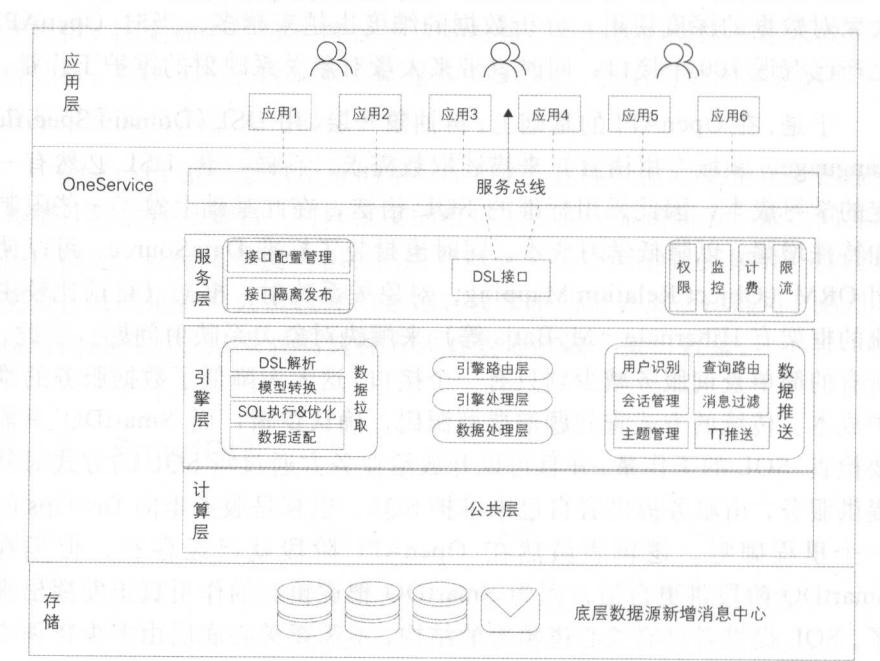 应用层
应用1 应用2 应用3 应用4 应用5 应用6
OneService
服务总线
服务层
接口配置管理
接口隔离发布
DSL接口
权限 监控 计费 限流
引擎层
DSL解析
模型转换
SQL执行&优化
数据适配
数据拉取
引擎路由层
引擎处理层
数据处理层
用户识别 查询路由
会话管理 消息过滤
主题管理 TT推送
数据推送
计算层
公共层
存储
底层数据源新增消息中心